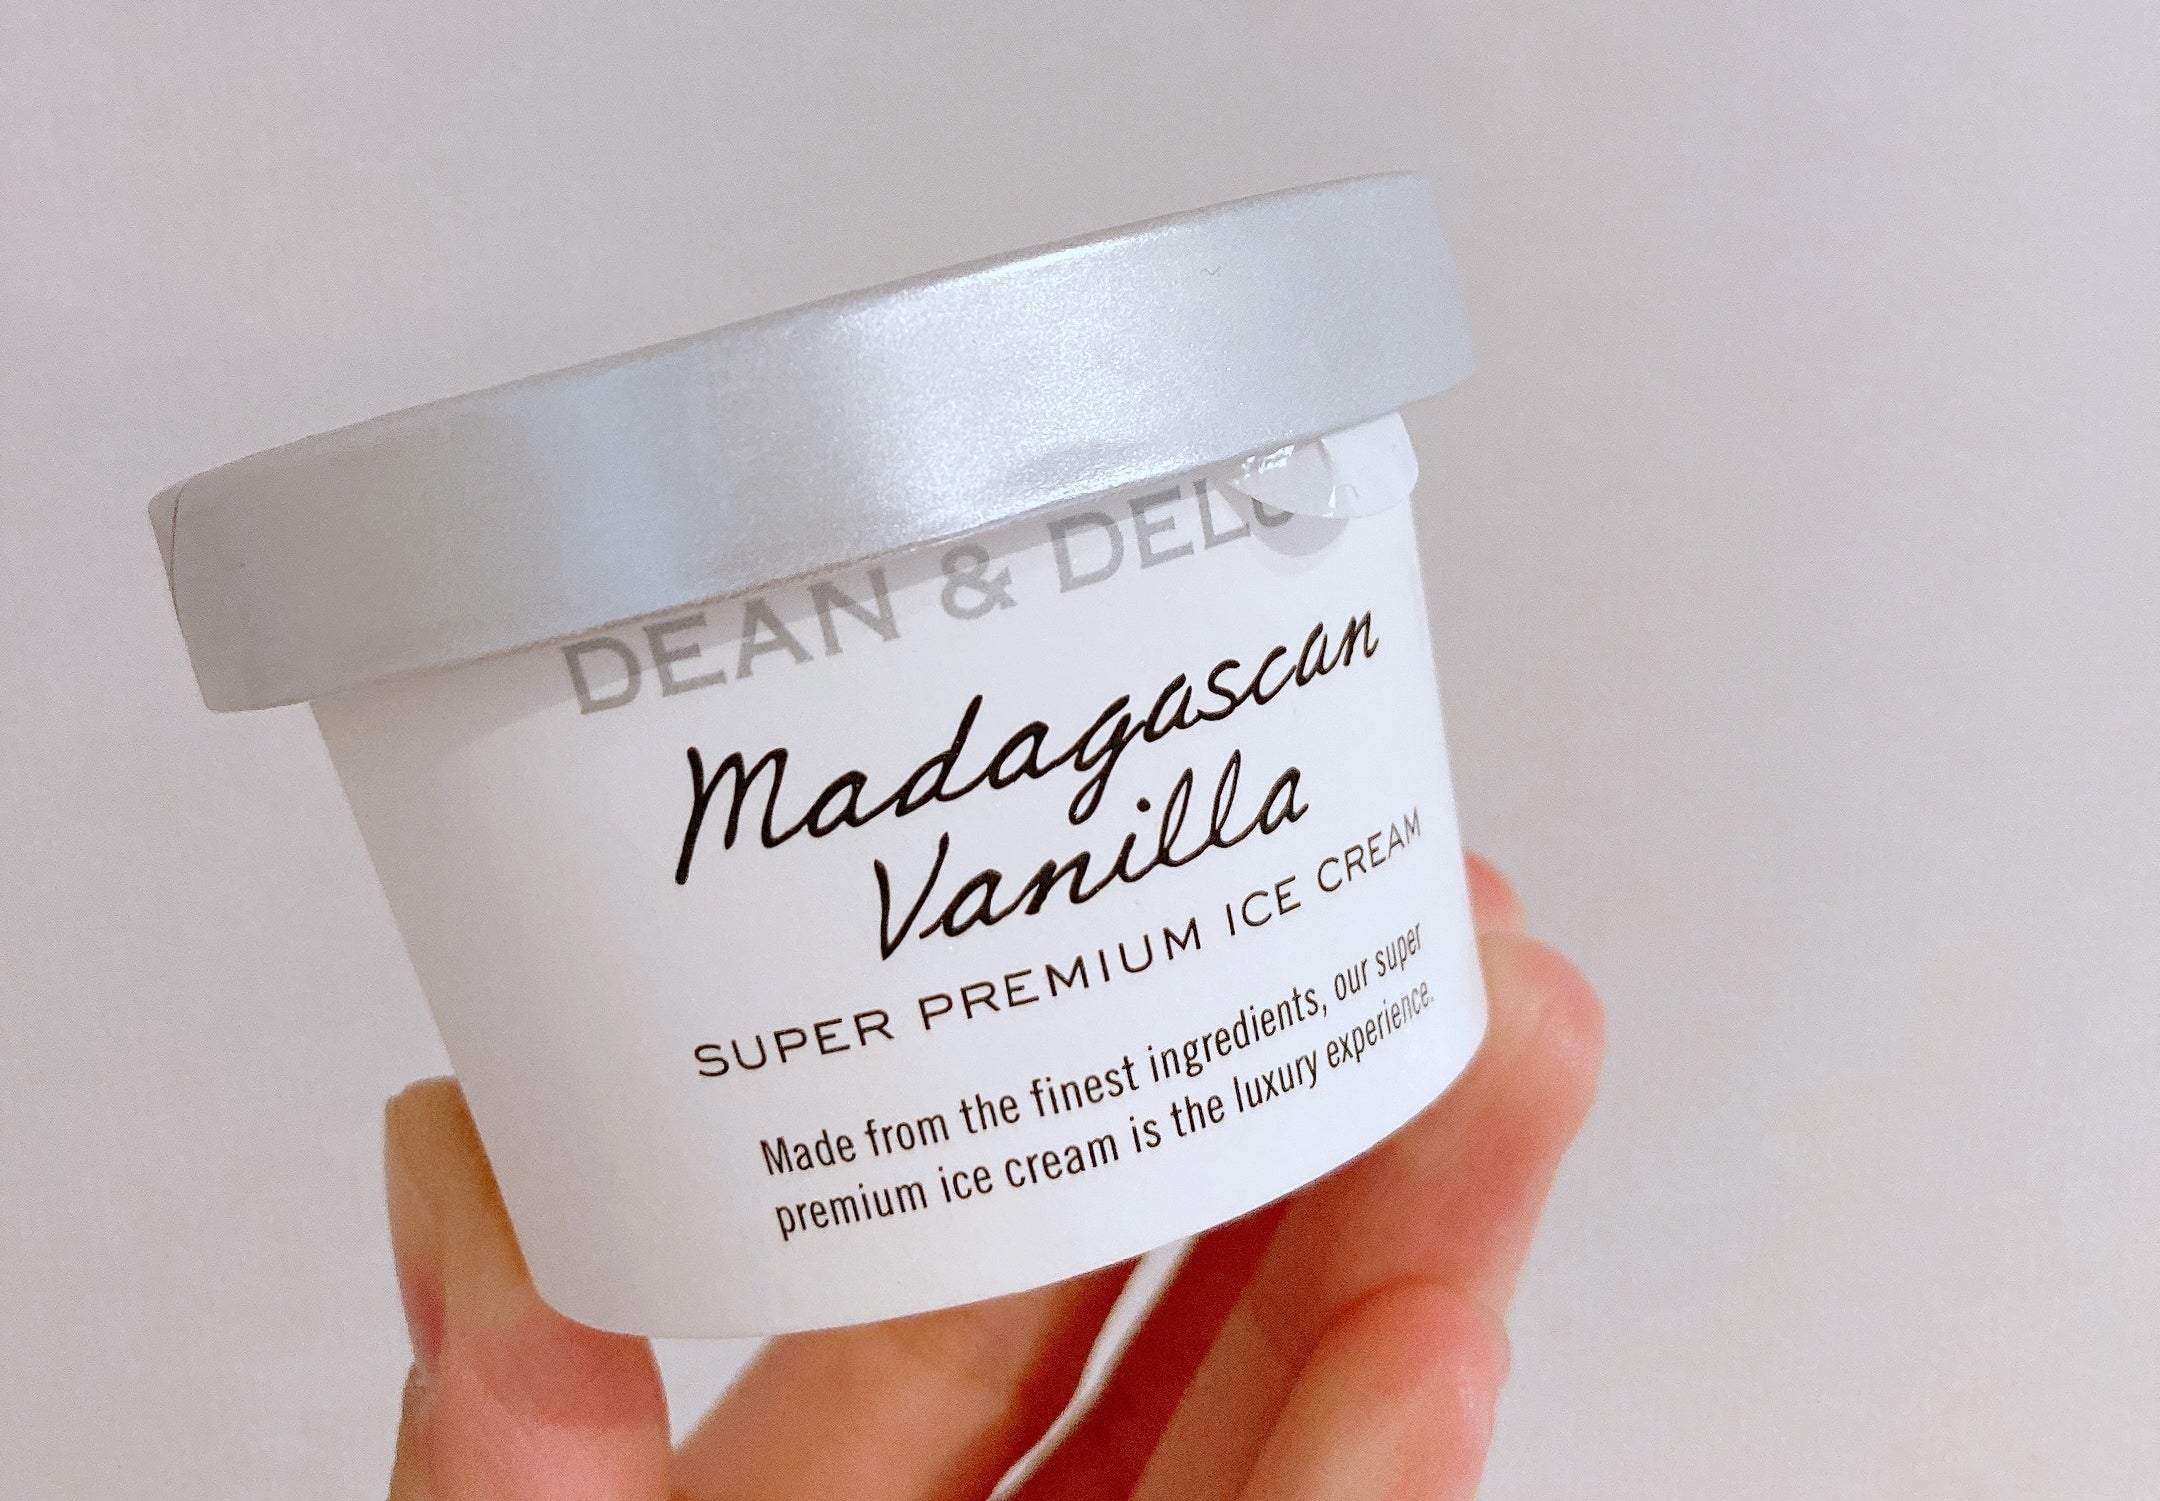 DEAN & DELU
Madagascan
Vanilla
SUPER PREMIUM ICE CREAM
Made from the finest ingredients, our super
premium ice cream is the luxury experience.